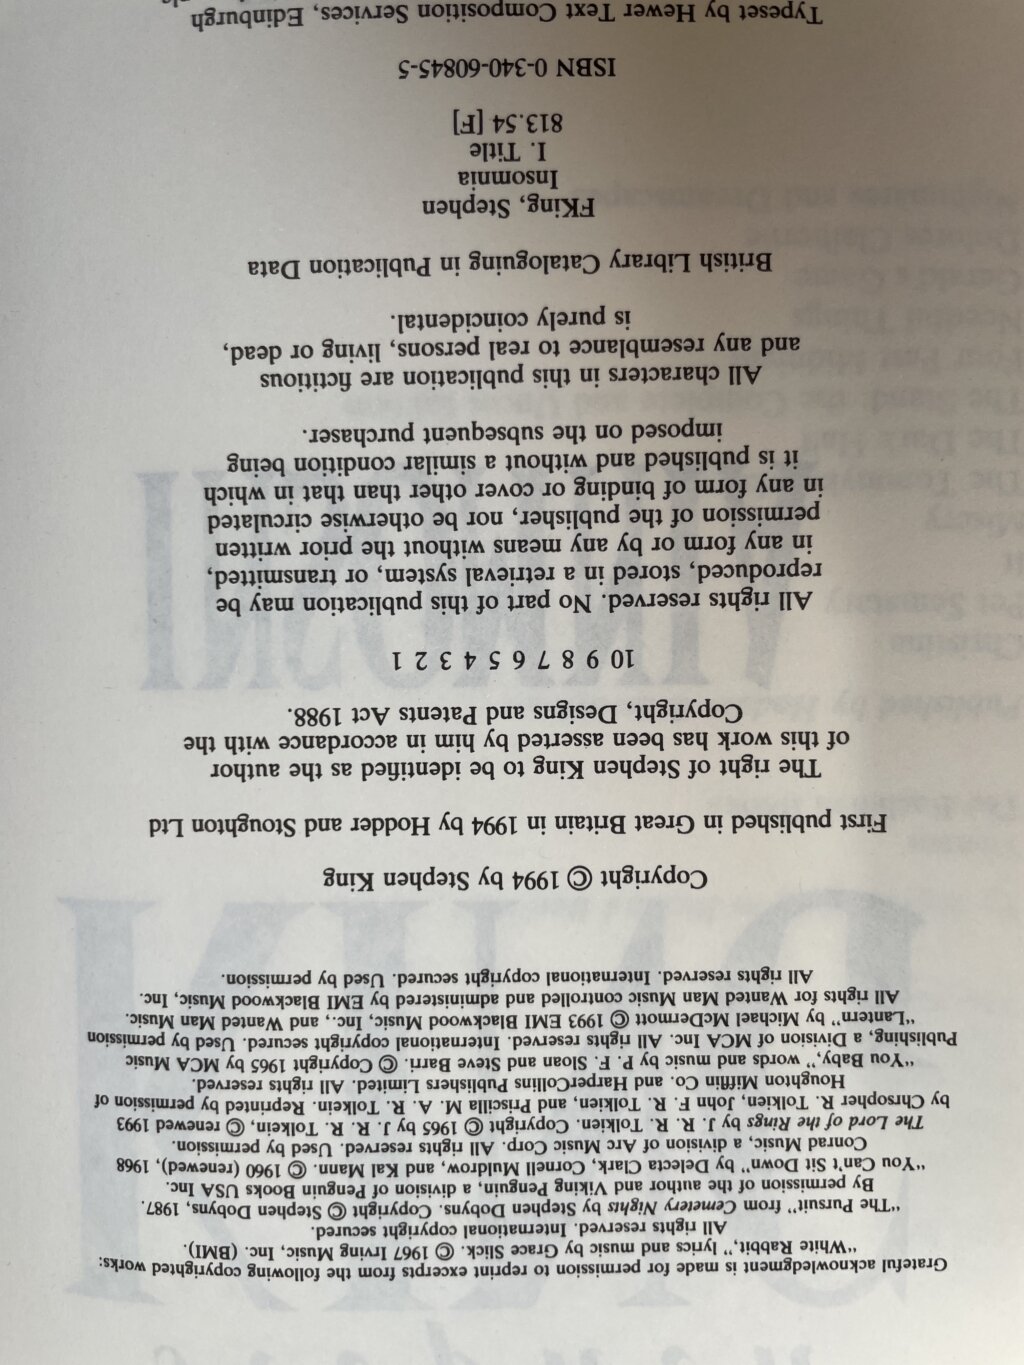 Grateful acknowledgment is made for permission to reprint excerpts from the following copyrighted works:
"White Rabbit," lyrics and music by Grace Slick. © 1967 Irving Music, Inc. (BMI).
All rights reserved. International copyright secured.
"The Pursuit" from Cemetery Nights by Stephen Dobyns. Copyright © Stephen Dobyns, 1987.
By permission of the author and Viking Penguin, a division of Penguin Books USA Inc.
"You Can't Sit Down" by Delecta Clark, Cornell Muldrow, and Kal Mann. © 1960 (renewed), 1968
Conrad Music, a division of Arc Music Corp. All rights reserved. Used by permission.
The Lord of the Rings by J. R. R. Tolkien. Copyright © 1965 by J. R. R. Tolkein, © renewed 1993
by Chrsopher R. Tolkien, John F. R. Tolkien, and Priscilla M. A. R. Tolkein. Reprinted by permission of
Houghton Mifflin Co. and HarperCollins Publishers Limited. All rights reserved.
"You Baby," words and music by P. F. Sloan and Steve Barri. © Copyright 1965 by MCA Music
Publishing, a Division of MCA Inc. All rights reserved. International copyright secured. Used by permission
"Lantern" by Michael McDermott © 1993 EMI Blackwood Music, Inc., and Wanted Man Music.
All rights for Wanted Man Music controlled and administered by EMI Blackwood Music, Inc.
All rights reserved. International copyright secured. Used by permission.
Copyright © 1994 by Stephen King
First published in Great Britain in 1994 by Hodder and Stoughton Ltd
The right of Stephen King to be identified as the author
of this work has been asserted by him in accordance with the
Copyright, Designs and Patents Act 1988.
10 9 8 7 6 5 4 3 2 1
All rights reserved. No part of this publication may be
reproduced, stored in a retrieval system, or transmitted,
in any form or by any means without the prior written
permission of the publisher, nor be otherwise circulated
in any form of binding or cover other than that in which
it is published and without a similar condition being
imposed on the subsequent purchaser.
All characters in this publication are fictitious
and any resemblance to real persons, living or dead,
is purely coincidental.
British Library Cataloguing in Publication Data
FKing, Stephen
Insomnia
I. Title
813.54 [F]
ISBN 0-340-60845-5
Typeset by Hewer Text Composition Services, Edinburgh